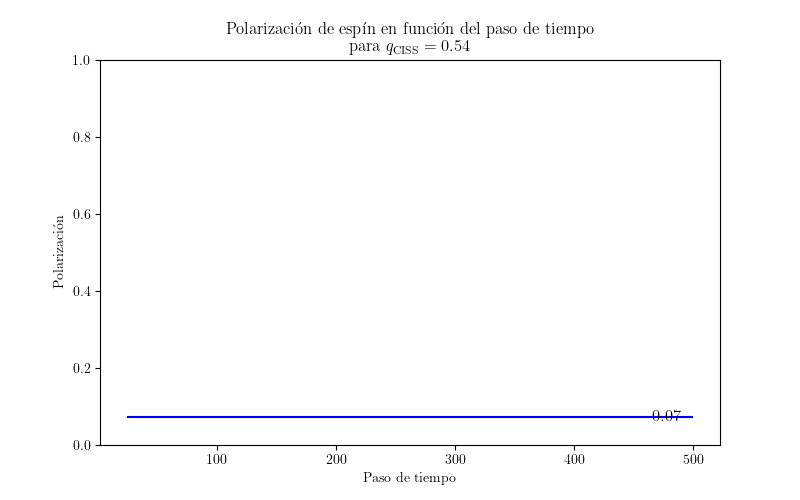 Polarización de espín en función del paso de tiempo
para q_CISS = 0.54
1.0
0.8
0.6
0.4
0.2
0.0
Polarización
0.07
100 200 300 400 500
Paso de tiempo